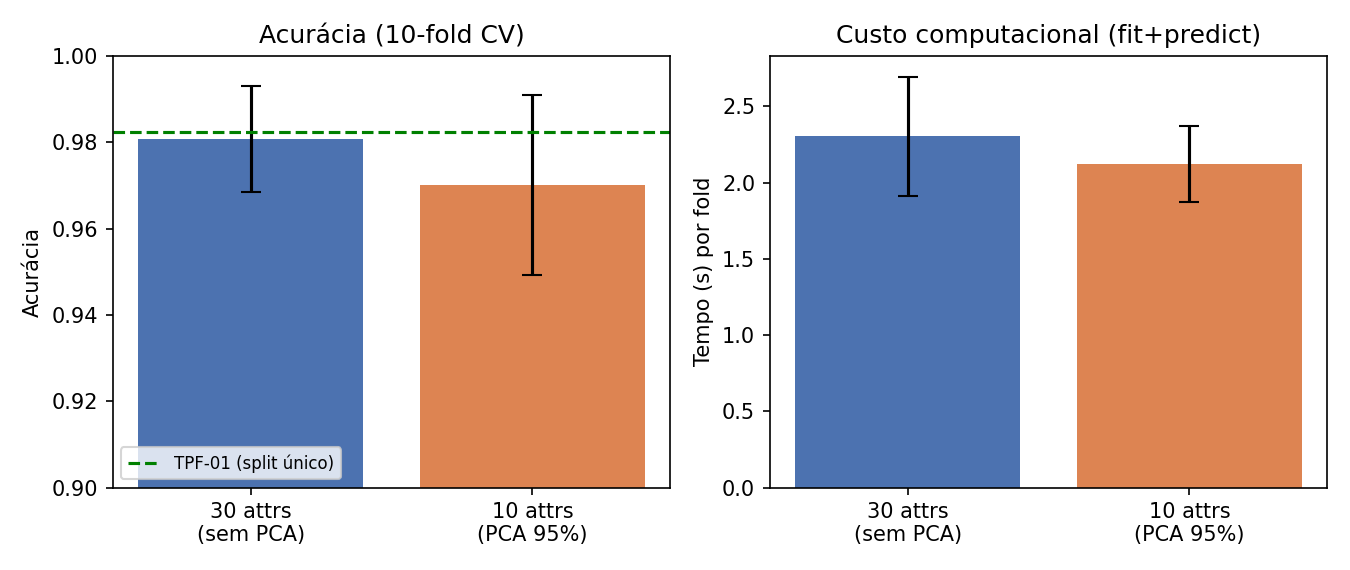 Acurácia (10-fold CV)
Acurácia
1.00
0.98
0.96
0.94
0.92
0.90
TPF-01 (split único)
30 attrs
(sem PCA)
10 attrs
(PCA 95%)
Custo computacional (fit+predict)
Tempo (s) por fold
2.5
2.0
1.5
1.0
0.5
0.0
30 attrs
(sem PCA)
10 attrs
(PCA 95%)